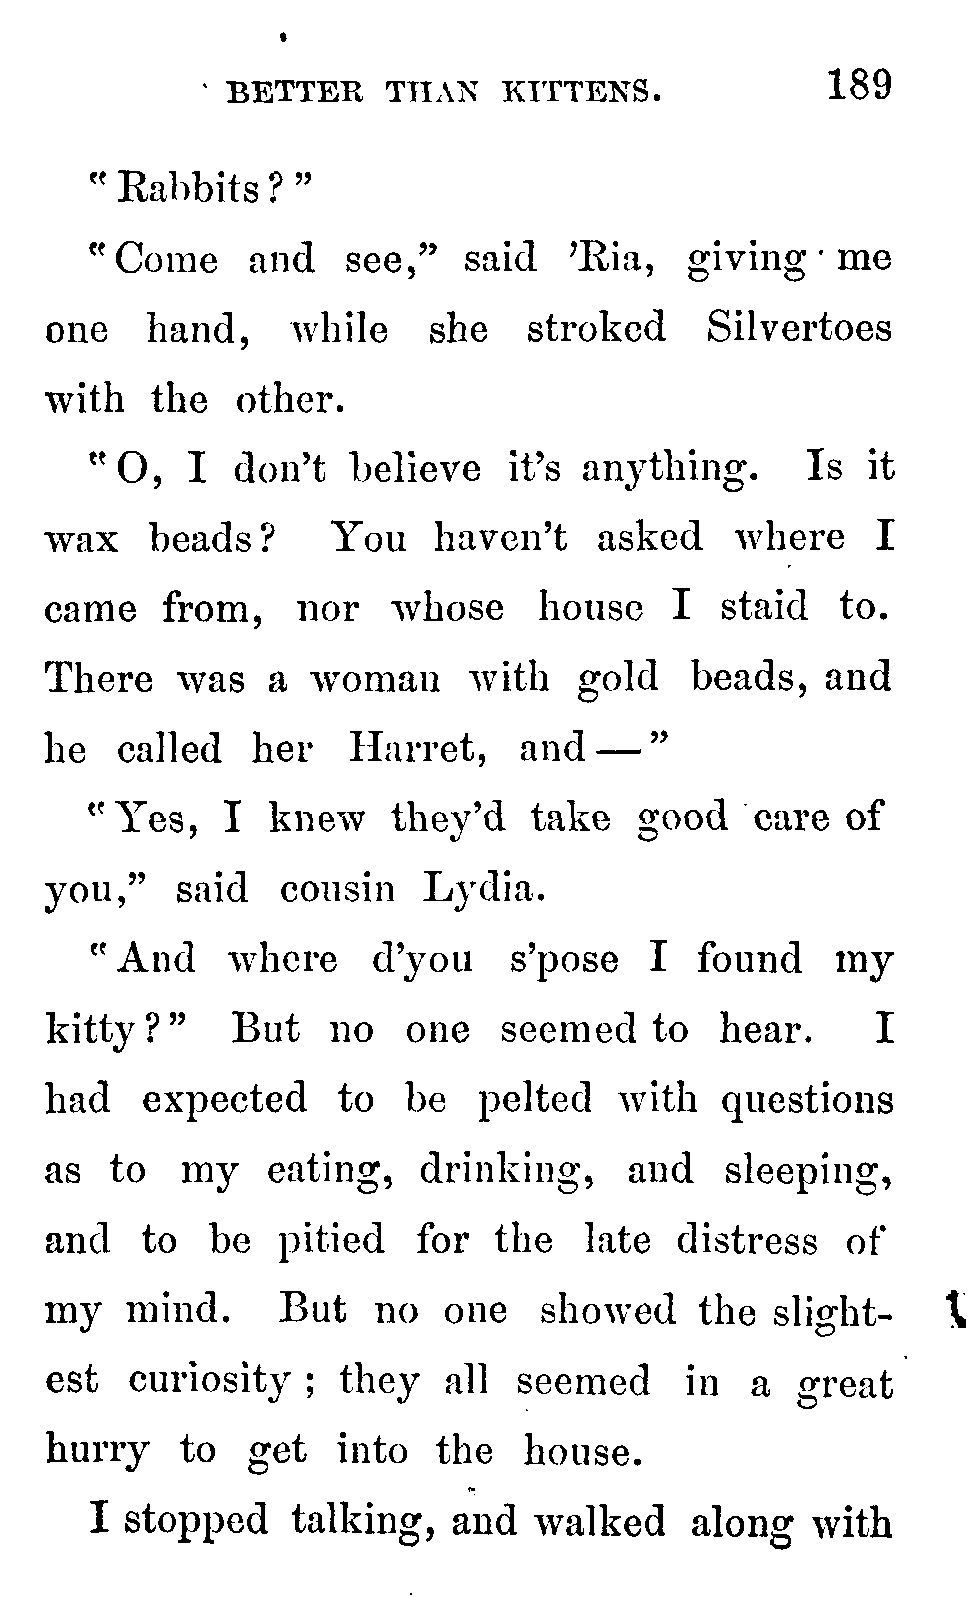 BETTER THAN KITTENS. 189
"Rabbits?"
"Come and see," said 'Ria, giving me
one hand, while she stroked Silvertoes
with the other.
"O, I don't believe it's anything. Is it
wax beads? You haven't asked where I
came from, nor whose house I staid to.
There was a woman with gold beads, and
he called her Harret, and—"
"Yes, I knew they'd take good care of
you," said cousin Lydia.
"And where d'you s'pose I found my
kitty?" But no one seemed to hear. I
had expected to be pelted with questions
as to my eating, drinking, and sleeping,
and to be pitied for the late distress of
my mind. But no one showed the slight-
est curiosity; they all seemed in a great
hurry to get into the house.
I stopped talking, and walked along with